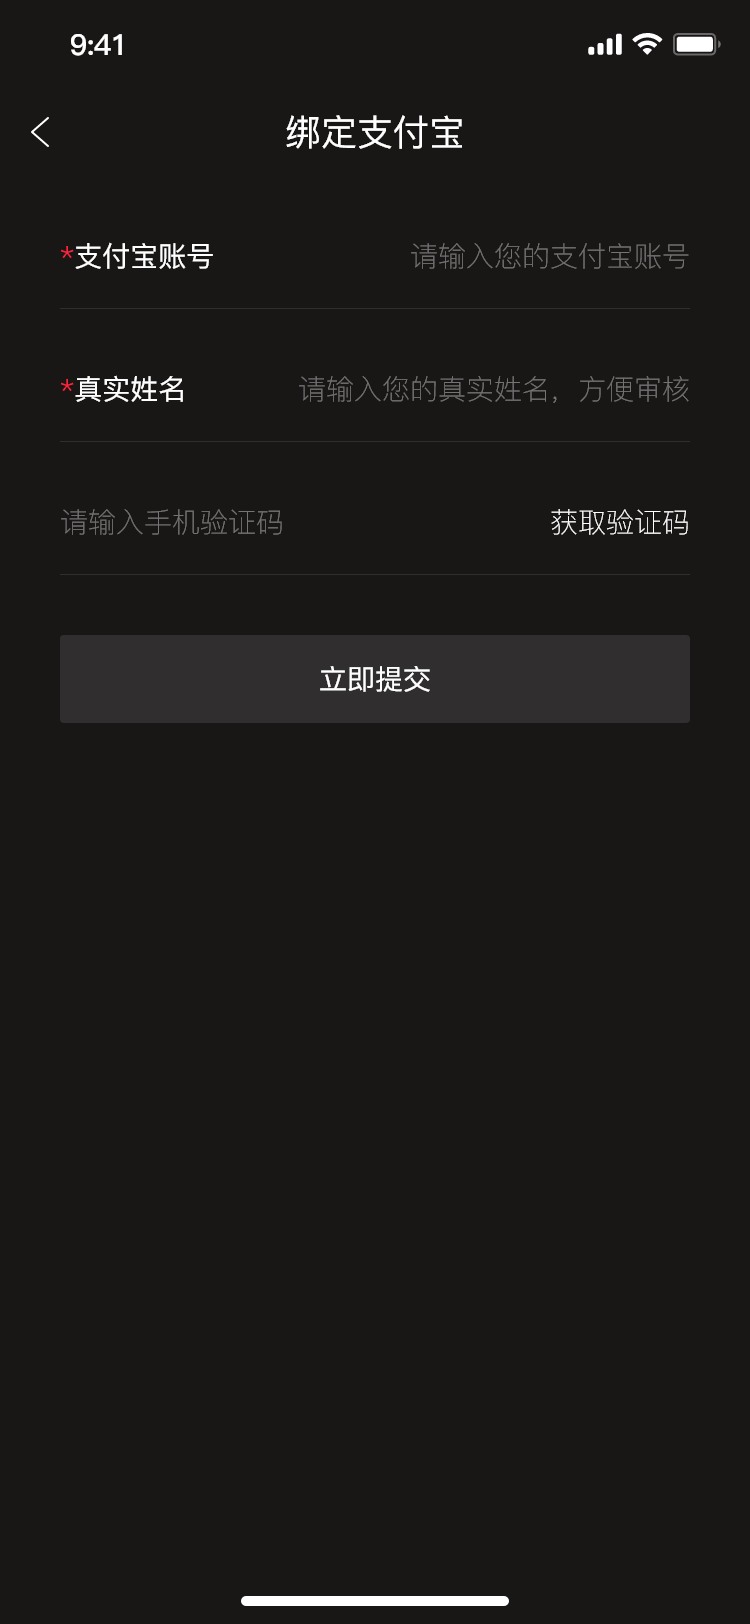 9:41
绑定支付宝
*支付宝账号 请输入您的支付宝账号
*真实姓名 请输入您的真实姓名，方便审核
请输入手机验证码 获取验证码
立即提交